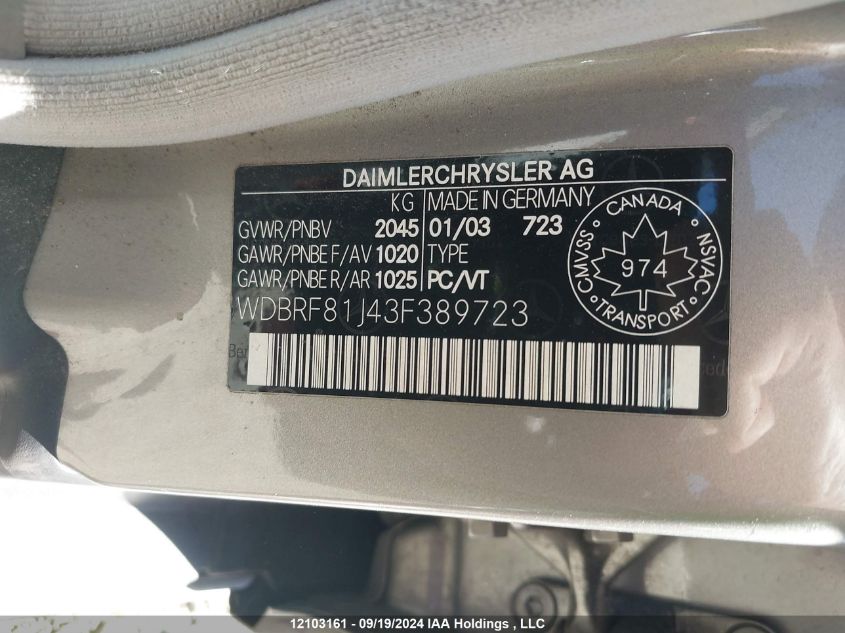 DAIMLERCHRYSLER AG
KG MADE IN GERMANY
GVWR/PNBV 2045 01/03 723
GAWR/PNBE F/AV 1020 TYPE
GAWR/PNBE R/AR 1025 PC/VT
WDBRF81J43F389723
CANADA
CMVSS NSVAC
974
TRANSPORT
12103161 - 09/19/2024 IAA Holdings , LLC